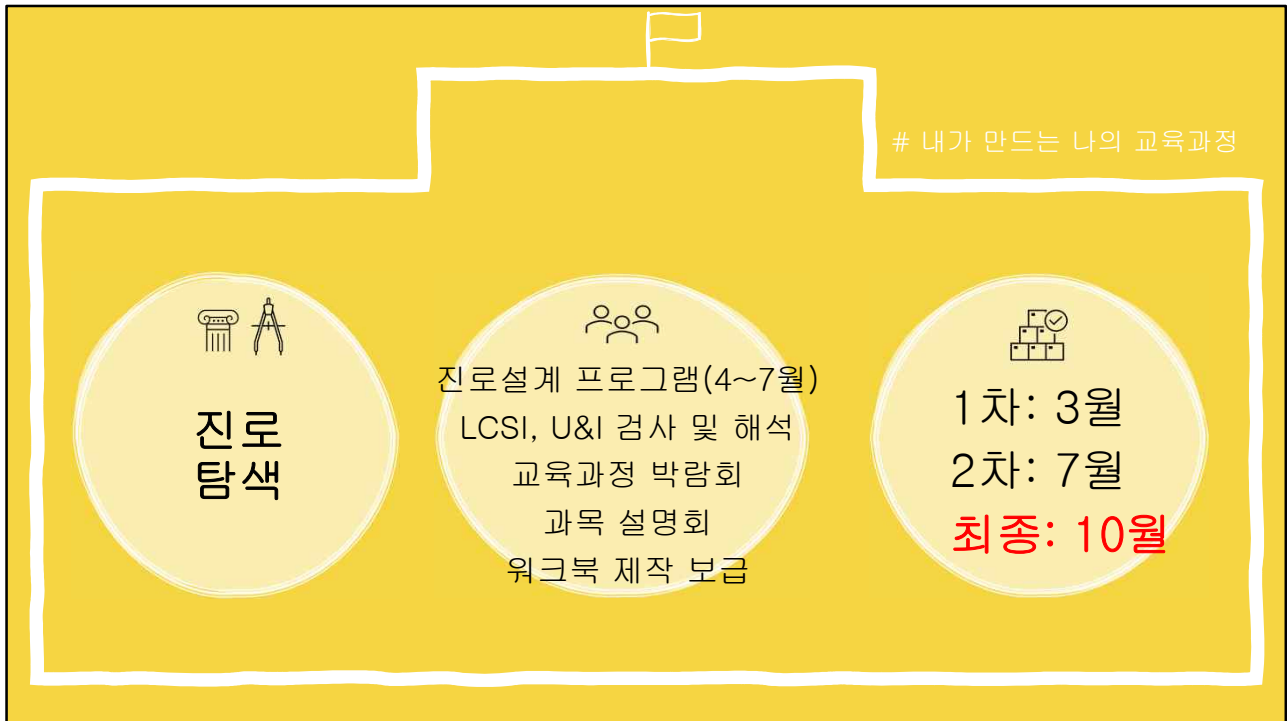 # 내가 만드는 나의 교육과정
진로
탐색
진로설계 프로그램(4~7월)
LCSI, U&I 검사 및 해석
교육과정 박람회
과목 설명회
워크북 제작 보급
1차: 3월
2차: 7월
최종: 10월